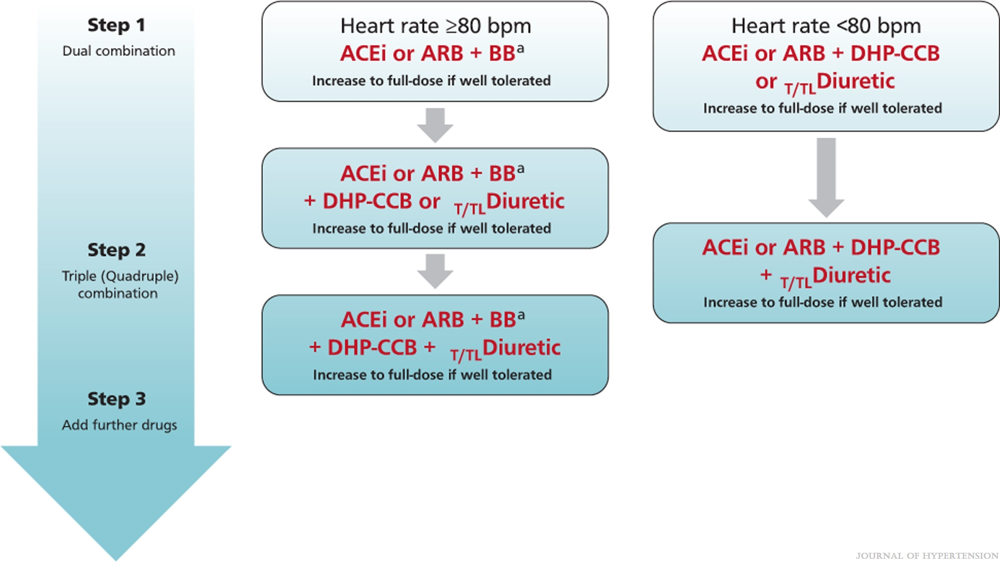 Step 1
Dual combination
Step 2
Triple (Quadruple)
combination
Step 3
Add further drugs
Heart rate ≥80 bpm
ACEi or ARB + BBᵃ
Increase to full-dose if well tolerated
ACEi or ARB + BBᵃ
+ DHP-CCB or T/TLDiuretic
Increase to full-dose if well tolerated
ACEi or ARB + BBᵃ
+ DHP-CCB + T/TLDiuretic
Increase to full-dose if well tolerated
Heart rate <80 bpm
ACEi or ARB + DHP-CCB
or T/TLDiuretic
Increase to full-dose if well tolerated
ACEi or ARB + DHP-CCB
+ T/TLDiuretic
Increase to full-dose if well tolerated
JOURNAL OF HYPERTENSION